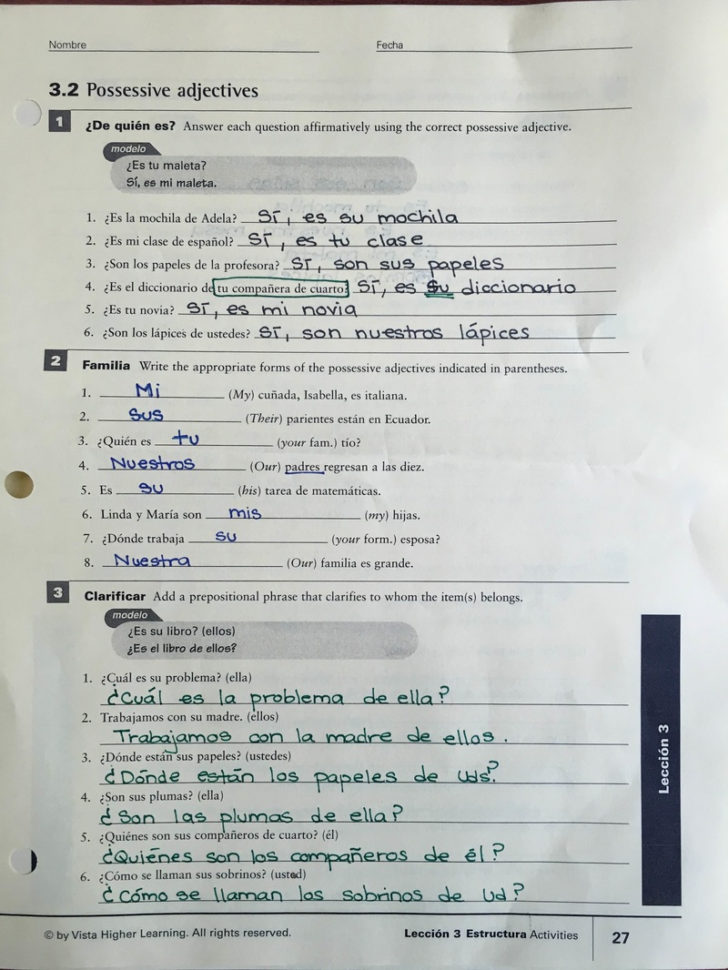 Nombre Fecha
3.2 Possessive adjectives
1 ¿De quién es? Answer each question affirmatively using the correct possessive adjective.
modelo
¿Es tu maleta?
Sí, es mi maleta.
1. ¿Es la mochila de Adela? Sí, es su mochila
2. ¿Es mi clase de español? Sí, es tu clase
3. ¿Son los papeles de la profesora? Sí, son sus papeles
4. ¿Es el diccionario de tu compañera de cuarto? Sí, es su diccionario
5. ¿Es tu novia? Sí, es mi novia
6. ¿Son los lápices de ustedes? Sí, son nuestros lápices
2 Familia Write the appropriate forms of the possessive adjectives indicated in parentheses.
1. Mi (My) cuñada, Isabella, es italiana.
2. Sus (Their) parientes están en Ecuador.
3. ¿Quién es tu (your fam.) tío?
4. Nuestros (Our) padres regresan a las diez.
5. Es su (his) tarea de matemáticas.
6. Linda y María son mis (my) hijas.
7. ¿Dónde trabaja su (your form.) esposa?
8. Nuestra (Our) familia es grande.
3 Clarificar Add a prepositional phrase that clarifies to whom the item(s) belongs.
modelo
¿Es su libro? (ellos)
¿Es el libro de ellos?
1. ¿Cuál es su problema? (ella)
¿Cuál es la problema de ella?
2. Trabajamos con su madre. (ellos)
Trabajamos con la madre de ellos.
3. ¿Dónde están sus papeles? (ustedes)
¿Dónde están los papeles de Uds?
4. ¿Son sus plumas? (ella)
¿Son las plumas de ella?
5. ¿Quiénes son sus compañeros de cuarto? (él)
¿Quiénes son los compañeros de él?
6. ¿Cómo se llaman sus sobrinos? (usted)
¿Cómo se llaman los sobrinos de Ud?
Lección 3
© by Vista Higher Learning. All rights reserved. Lección 3 Estructura Activities 27